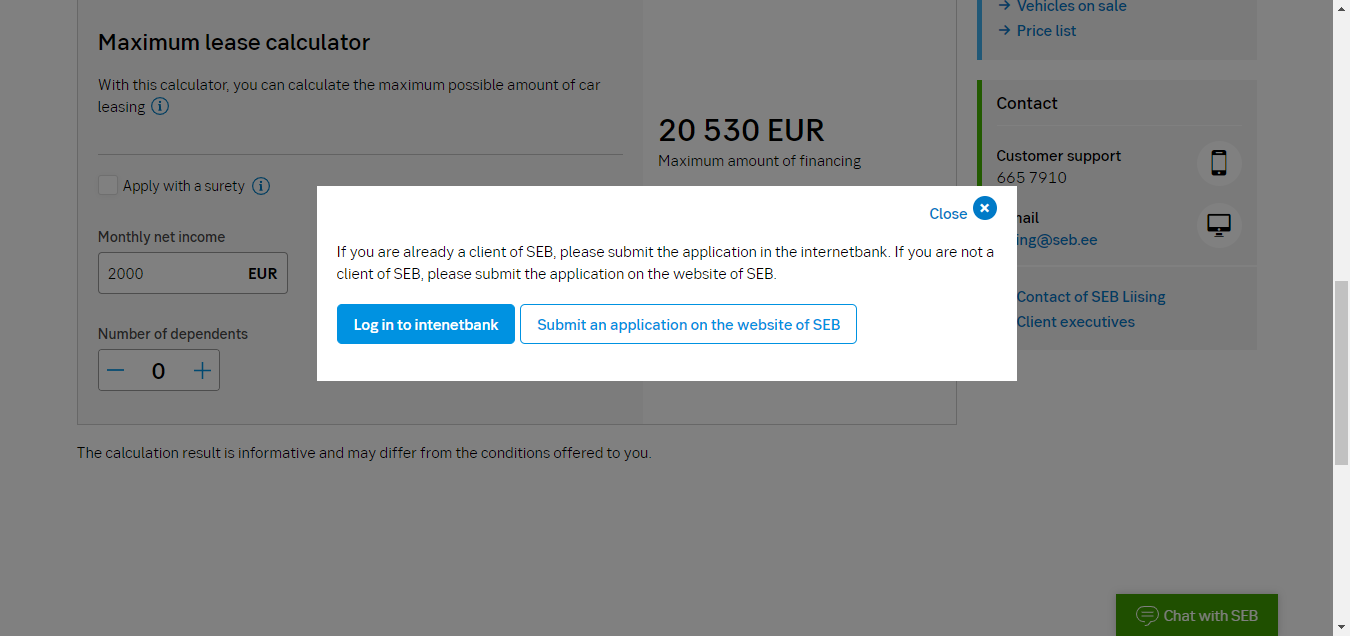 Maximum lease calculator
With this calculator, you can calculate the maximum possible amount of car
leasing
Apply with a surety
Monthly net income
2000 EUR
Number of dependents
0
20 530 EUR
Maximum amount of financing
Close
If you are already a client of SEB, please submit the application in the internetbank. If you are not a
client of SEB, please submit the application on the website of SEB.
Log in to intenetbank
Submit an application on the website of SEB
The calculation result is informative and may differ from the conditions offered to you.
Vehicles on sale
Price list
Contact
Customer support
665 7910
ing@seb.ee
Contact of SEB Liising
Client executives
Chat with SEB